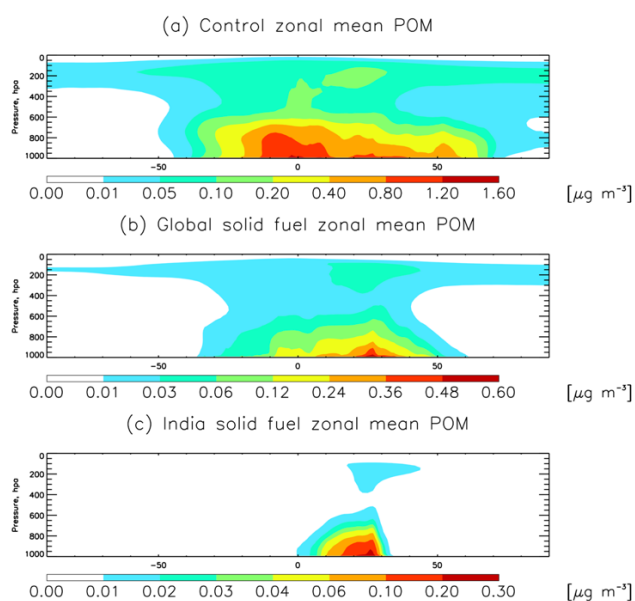 (a) Control zonal mean POM
0
200
400
600
800
1000
Pressure, hpa
−50 0 50
0.00 0.01 0.05 0.10 0.20 0.40 0.80 1.20 1.60 [μg m⁻³]
(b) Global solid fuel zonal mean POM
0
200
400
600
800
1000
Pressure, hpa
−50 0 50
0.00 0.01 0.03 0.06 0.12 0.24 0.36 0.48 0.60 [μg m⁻³]
(c) India solid fuel zonal mean POM
0
200
400
600
800
1000
Pressure, hpa
−50 0 50
0.00 0.01 0.02 0.03 0.04 0.06 0.10 0.20 0.30 [μg m⁻³]